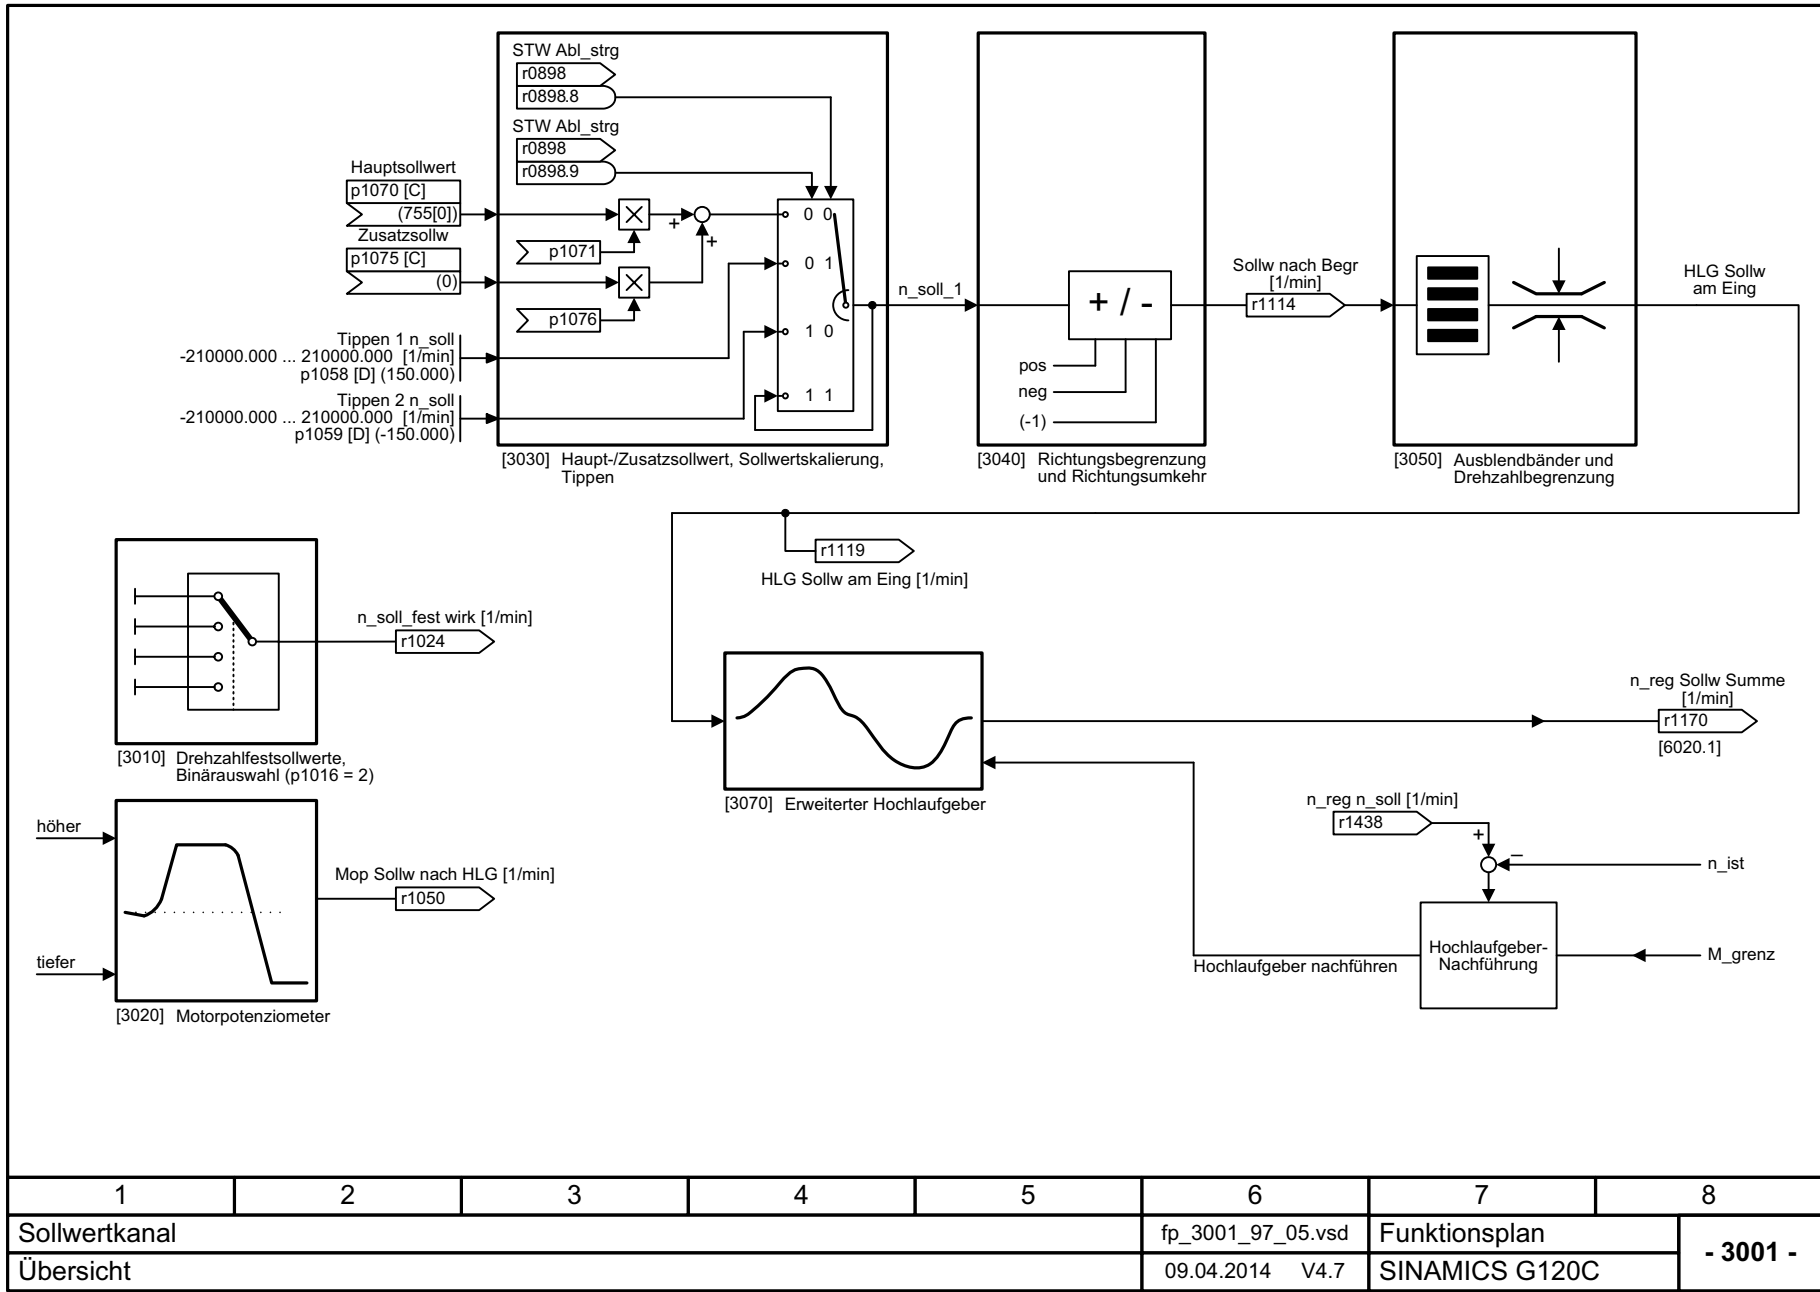 STW Abl_strg
r0898
r0898.8
STW Abl_strg
r0898
r0898.9
Hauptsollwert
p1070 [C]
(755[0])
Zusatzsollw
p1075 [C]
(0)
p1071
p1076
+
+
0 0
0 1
1 0
1 1
Tippen 1 n_soll
-210000.000 ... 210000.000 [1/min]
p1058 [D] (150.000)
Tippen 2 n_soll
-210000.000 ... 210000.000 [1/min]
p1059 [D] (-150.000)
[3030] Haupt-/Zusatzsollwert, Sollwertskalierung,
Tippen
n_soll_1
+ / -
pos
neg
(-1)
[3040] Richtungsbegrenzung
und Richtungsumkehr
Sollw nach Begr
[1/min]
r1114
[3050] Ausblendbänder und
Drehzahlbegrenzung
HLG Sollw
am Eing
r1119
HLG Sollw am Eing [1/min]
n_soll_fest wirk [1/min]
r1024
[3010] Drehzahlfestsollwerte,
Binärauswahl (p1016 = 2)
[3070] Erweiterter Hochlaufgeber
n_reg Sollw Summe
[1/min]
r1170
[6020.1]
höher
tiefer
Mop Sollw nach HLG [1/min]
r1050
[3020] Motorpotenziometer
n_reg n_soll [1/min]
r1438
+
–
n_ist
Hochlaufgeber-
Nachführung
M_grenz
Hochlaufgeber nachführen
1 2 3 4 5 6 7 8
Sollwertkanal
fp_3001_97_05.vsd
Funktionsplan
- 3001 -
Übersicht
09.04.2014 V4.7
SINAMICS G120C